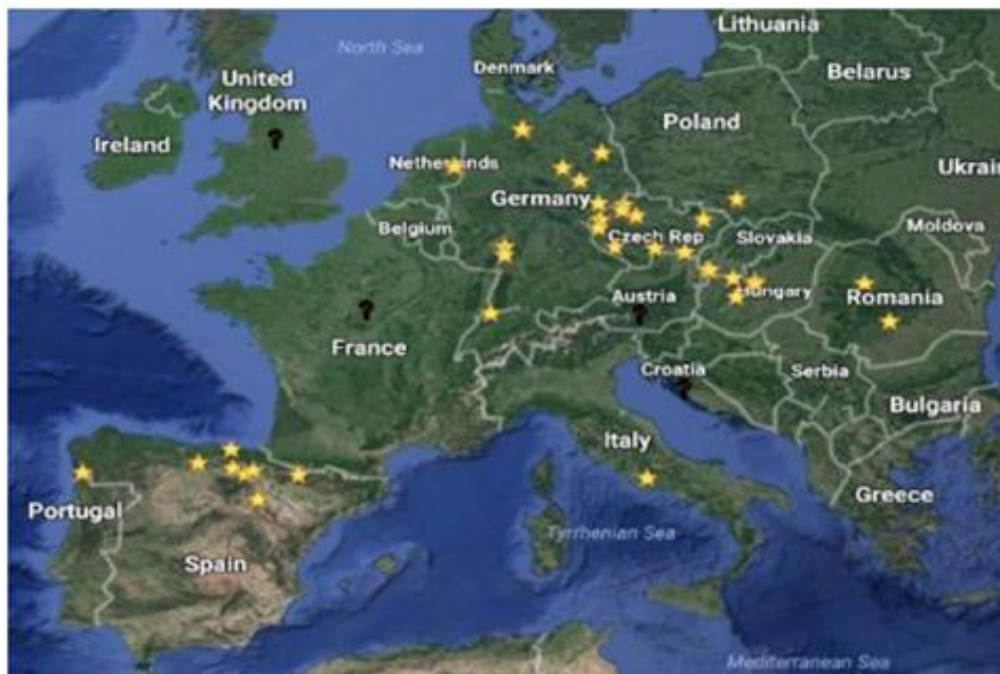 Lithuania
North Sea
Denmark
United
Kingdom
Belarus
Ireland
Poland
Netherlands
Ukrain
Germany
Belgium
Czech Rep
Slovakia
Moldova
Austria
Hungary
Romania
France
Croatia
Serbia
Bulgaria
Italy
Greece
Portugal
Tyrrhenian Sea
Spain
Mediterranean Sea
?
?
?
?